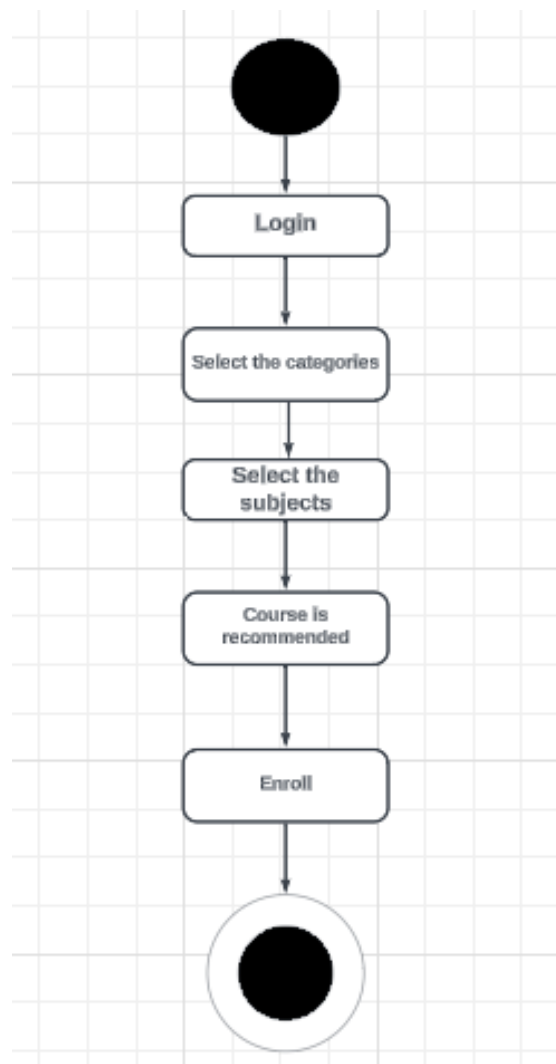 Login
Select the categories
Select the
subjects
Course is
recommended
Enroll